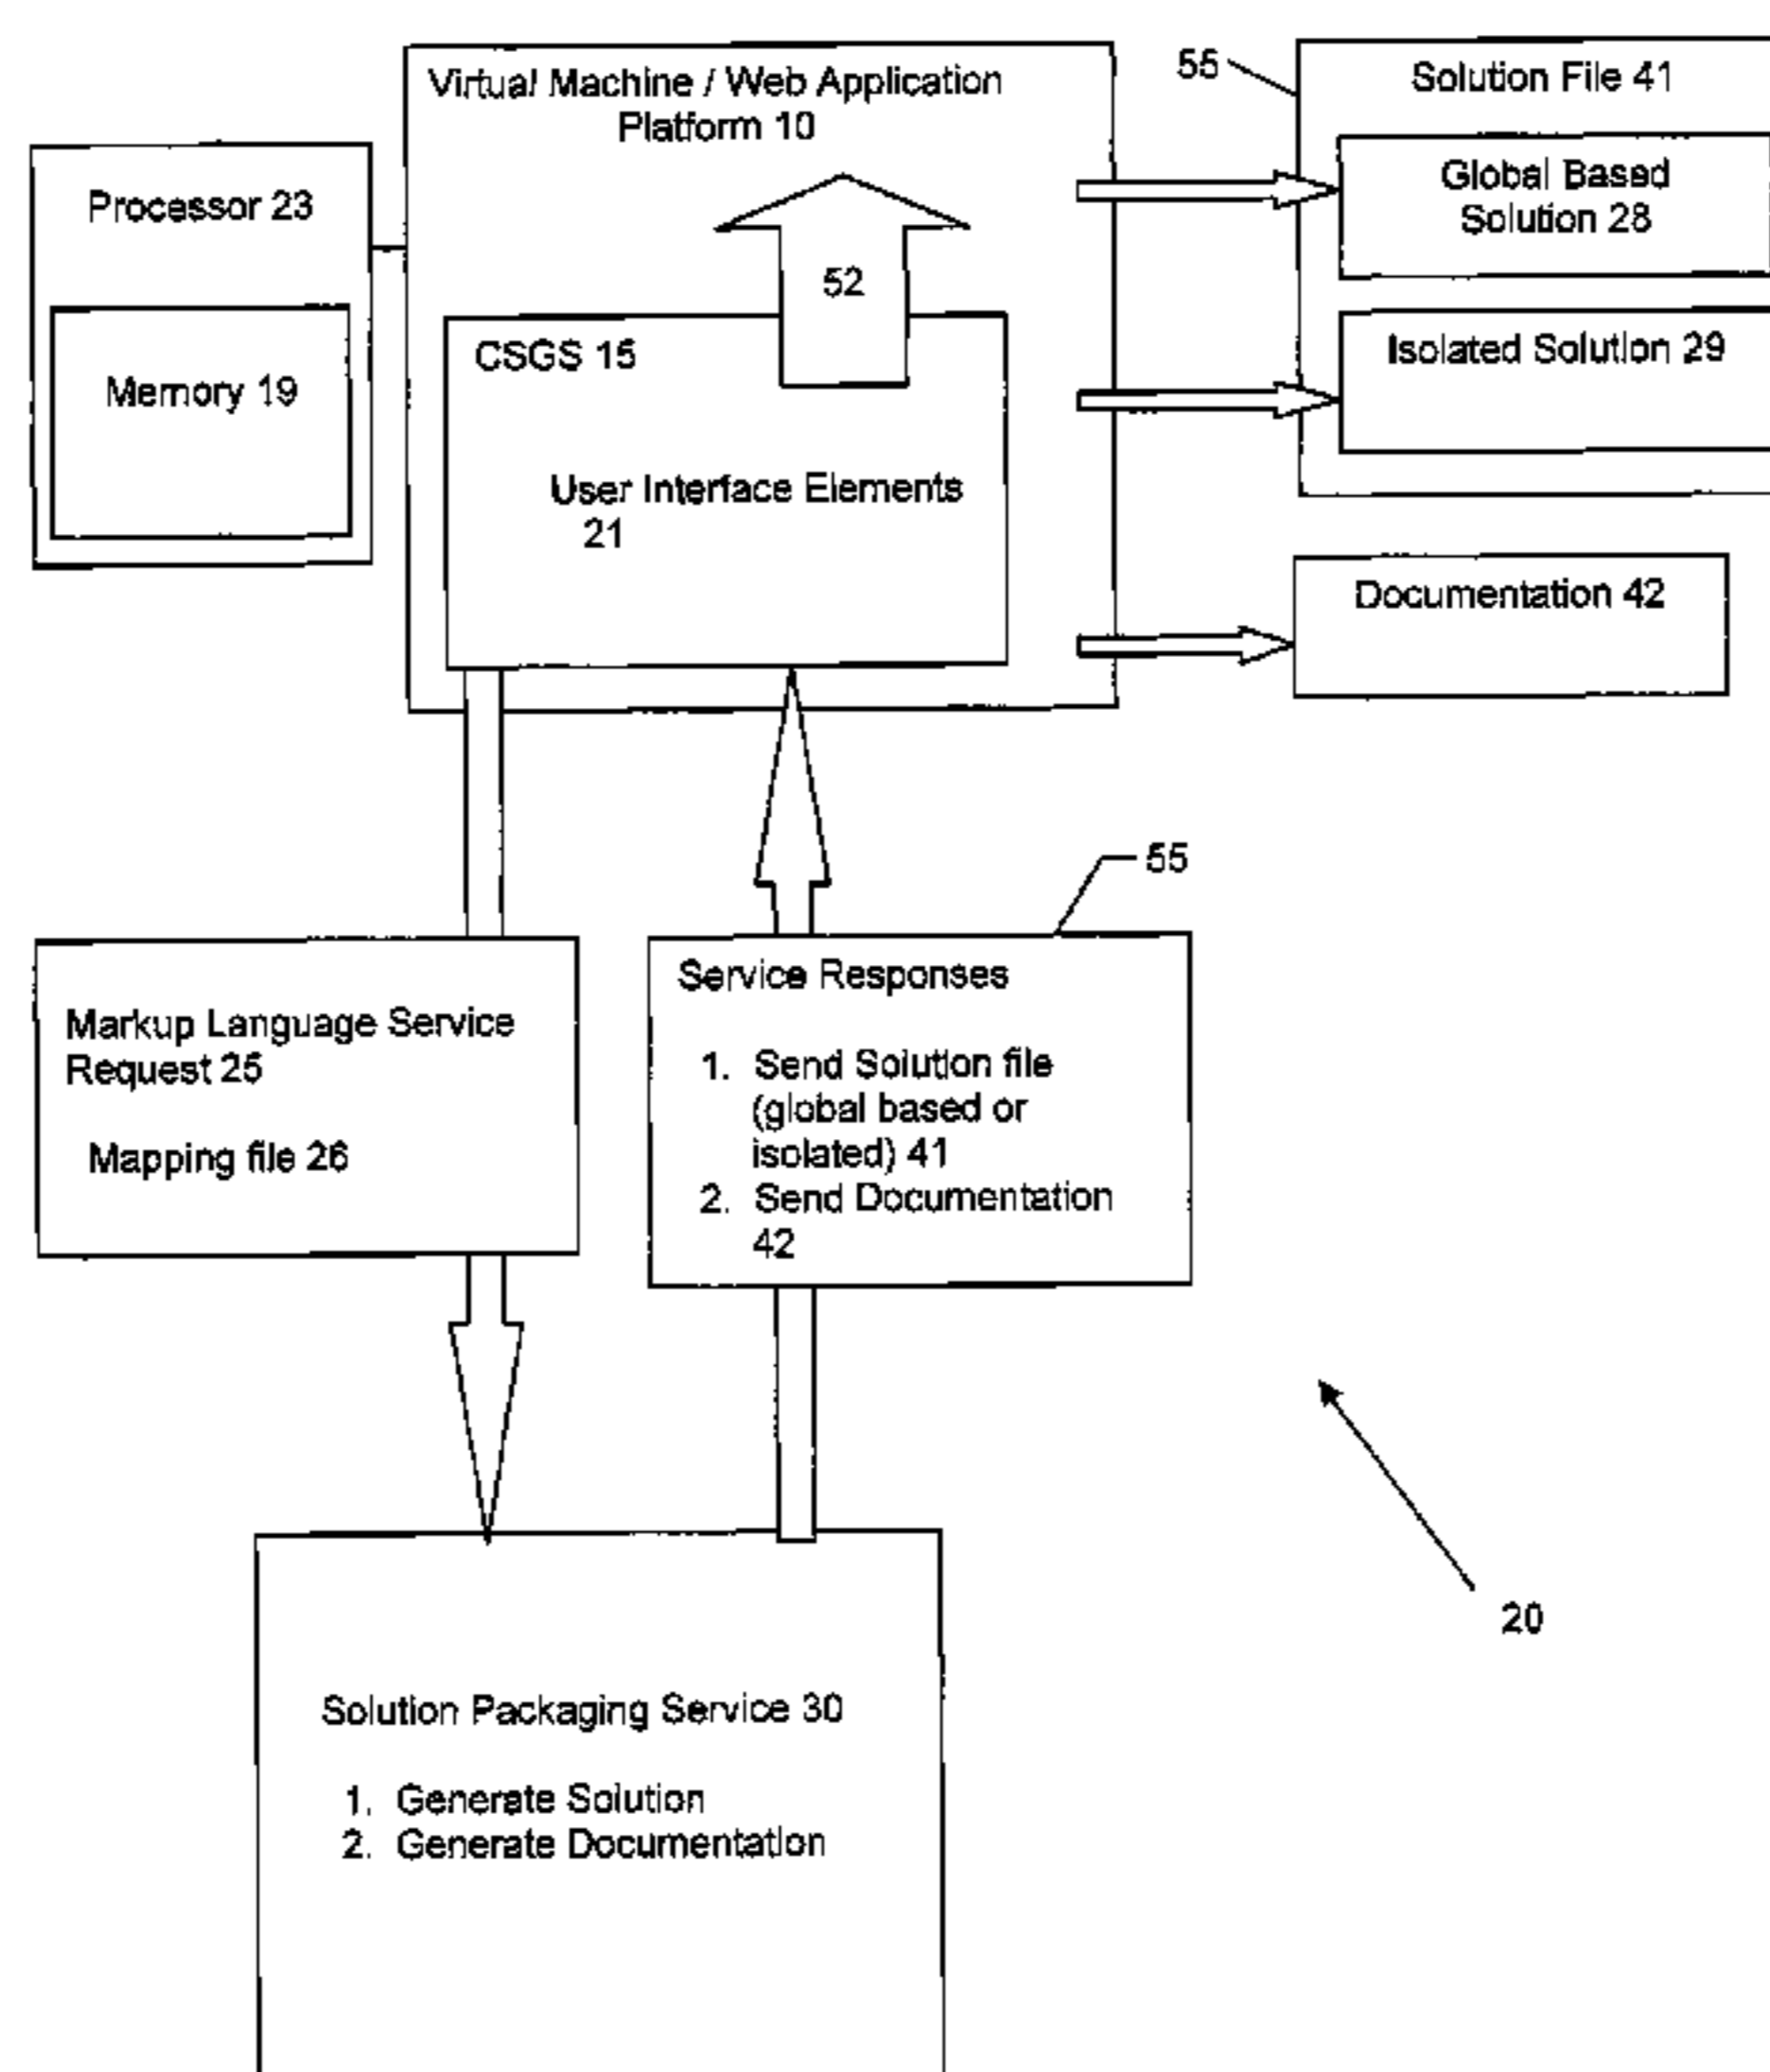 Virtual Machine / Web Application
Platform 10
55
Solution File 41
Processor 23
Global Based
Solution 28
52
CSGS 15
Isolated Solution 29
Memory 19
User Interface Elements
21
Documentation 42
55
Service Responses
Markup Language Service
Request 25
1. Send Solution file
(global based or
isolated) 41
Mapping file 26
2. Send Documentation
42
20
Solution Packaging Service 30
1. Generate Solution
2. Generate Documentation